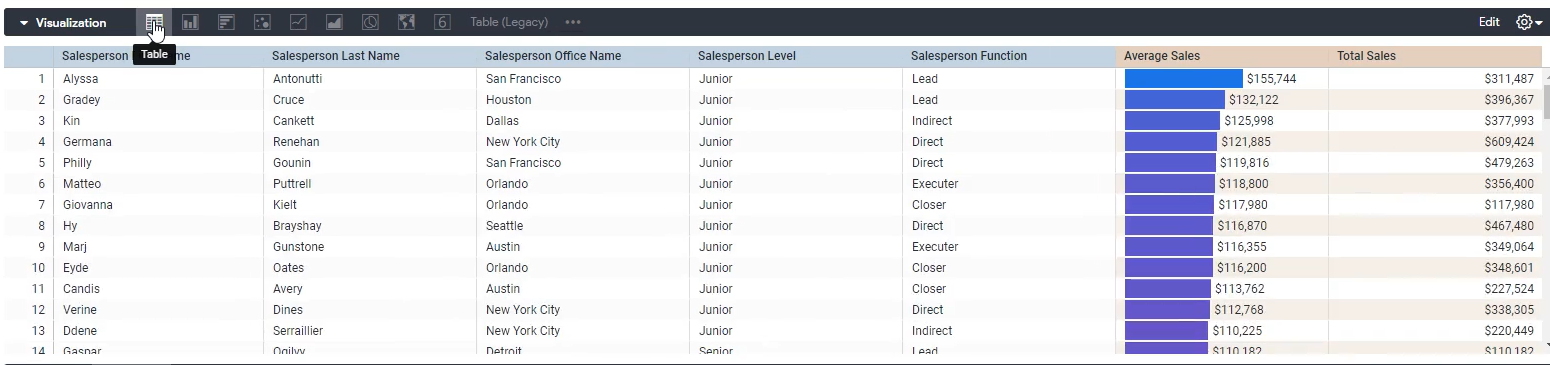 Visualization 6 Table (Legacy) ••• Edit
Table
Salesperson me Salesperson Last Name Salesperson Office Name Salesperson Level Salesperson Function Average Sales Total Sales
1 Alyssa Antonutti San Francisco Junior Lead $155,744 $311,487
2 Gradey Cruce Houston Junior Lead $132,122 $396,367
3 Kin Cankett Dallas Junior Indirect $125,998 $377,993
4 Germana Renehan New York City Junior Direct $121,885 $609,424
5 Philly Gounin San Francisco Junior Direct $119,816 $479,263
6 Matteo Puttrell Orlando Junior Executer $118,800 $356,400
7 Giovanna Kielt Orlando Junior Closer $117,980 $117,980
8 Hy Brayshay Seattle Junior Direct $116,870 $467,480
9 Marj Gunstone Austin Junior Executer $116,355 $349,064
10 Eyde Oates Orlando Junior Closer $116,200 $348,601
11 Candis Avery Austin Junior Closer $113,762 $227,524
12 Verine Dines New York City Junior Direct $112,768 $338,305
13 Ddene Serraillier New York City Junior Indirect $110,225 $220,449
14 Gaspar Ogilvy Detroit Senior Lead $110,182 $110,182